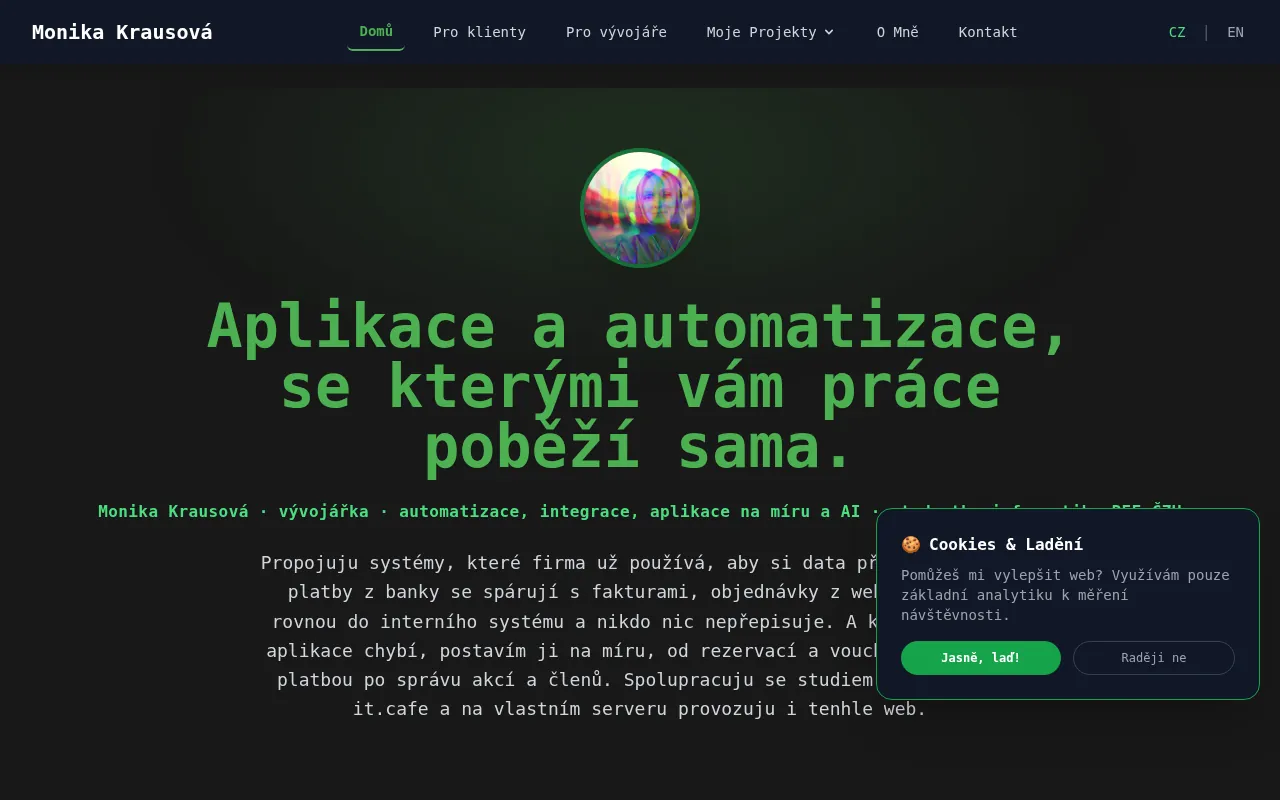 Monika Krausová
Domů
Pro klienty
Pro vývojáře
Moje Projekty
O Mně
Kontakt
CZ | EN
Aplikace a automatizace,
se kterými vám práce
poběží sama.
Monika Krausová · vývojářka · automatizace, integrace, aplikace na míru a AI ·
Propojuju systémy, které firma už používá, aby si data
platby z banky se spárují s fakturami, objednávky z
rovnou do interního systému a nikdo nic nepřepisuje. A
aplikace chybí, postavím ji na míru, od rezervací a
platbou po správu akcí a členů. Spolupracuju se studiem
it.cafe a na vlastním serveru provozuju i tenhle web.
🍪 Cookies & Ladění
Pomůžeš mi vylepšit web? Využívám pouze
základní analytiku k měření
návštěvnosti.
Jasně, laď!
Raději ne